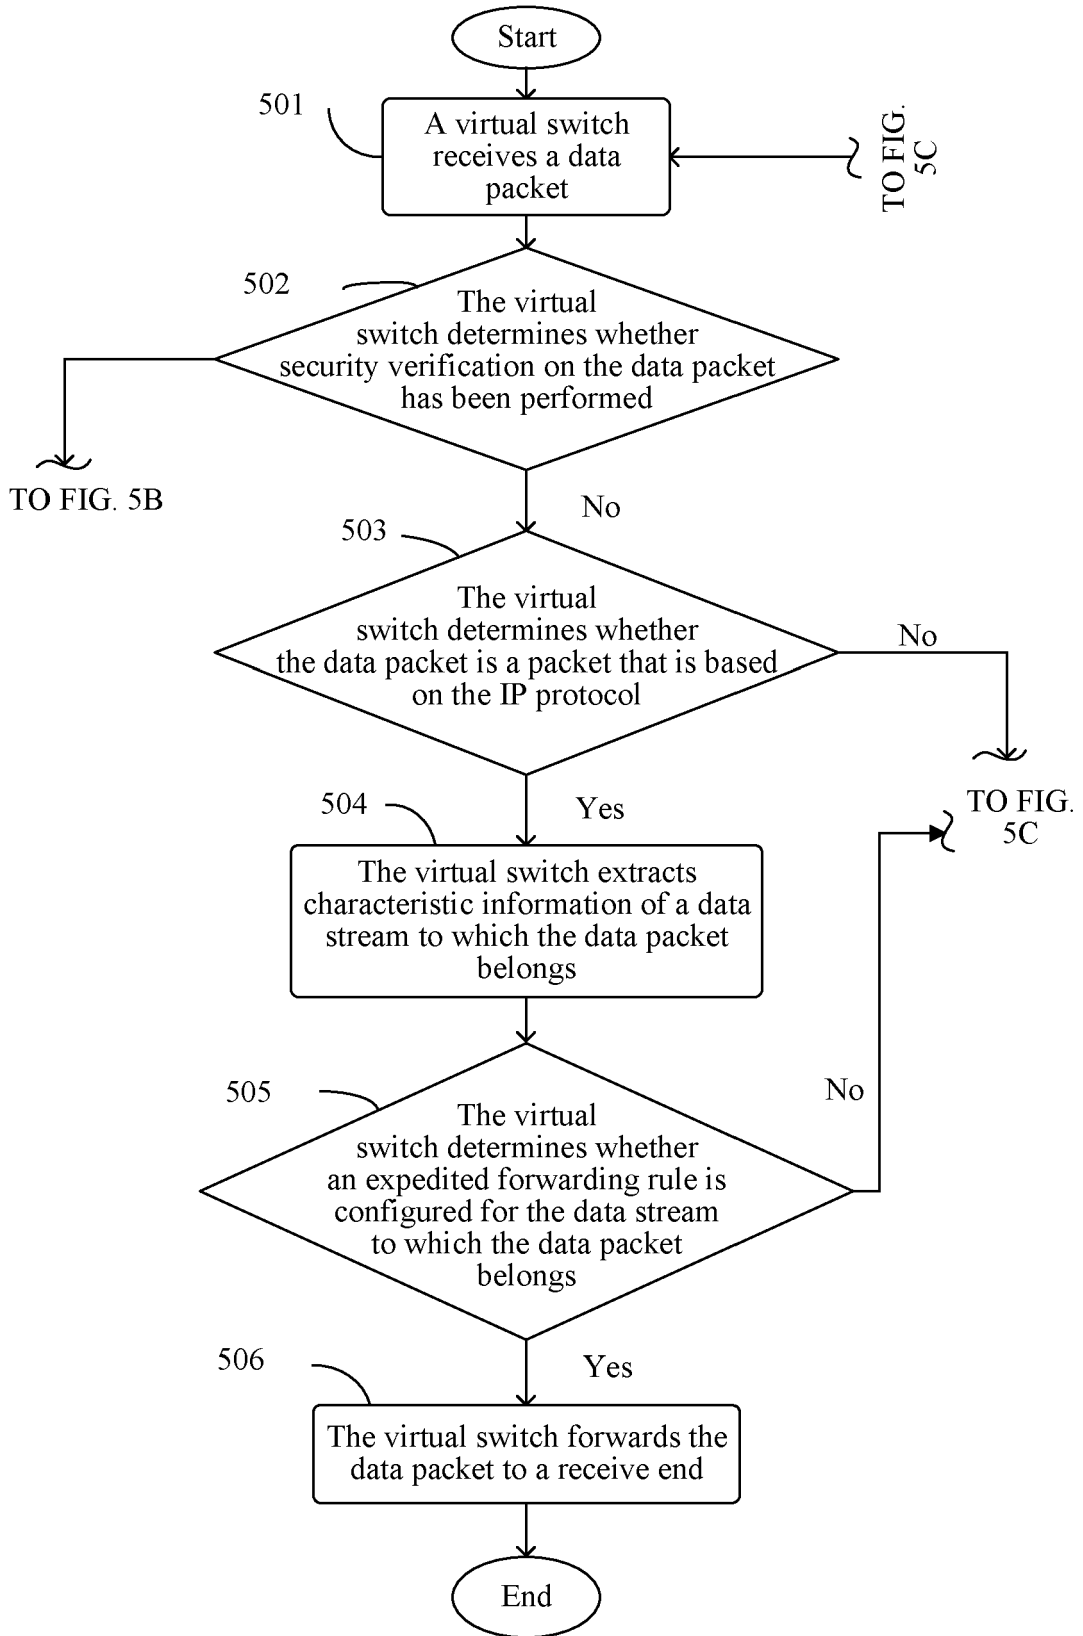 Start
501
A virtual switch
receives a data
packet
TO FIG.
5C
502
The virtual
switch determines whether
security verification on the data packet
has been performed
TO FIG. 5B
No
503
The virtual
switch determines whether
the data packet is a packet that is based
on the IP protocol
No
504
Yes
TO FIG.
5C
The virtual switch extracts
characteristic information of a data
stream to which the data packet
belongs
505
No
The virtual
switch determines whether
an expedited forwarding rule is
configured for the data stream
to which the data packet
belongs
506
Yes
The virtual switch forwards the
data packet to a receive end
End